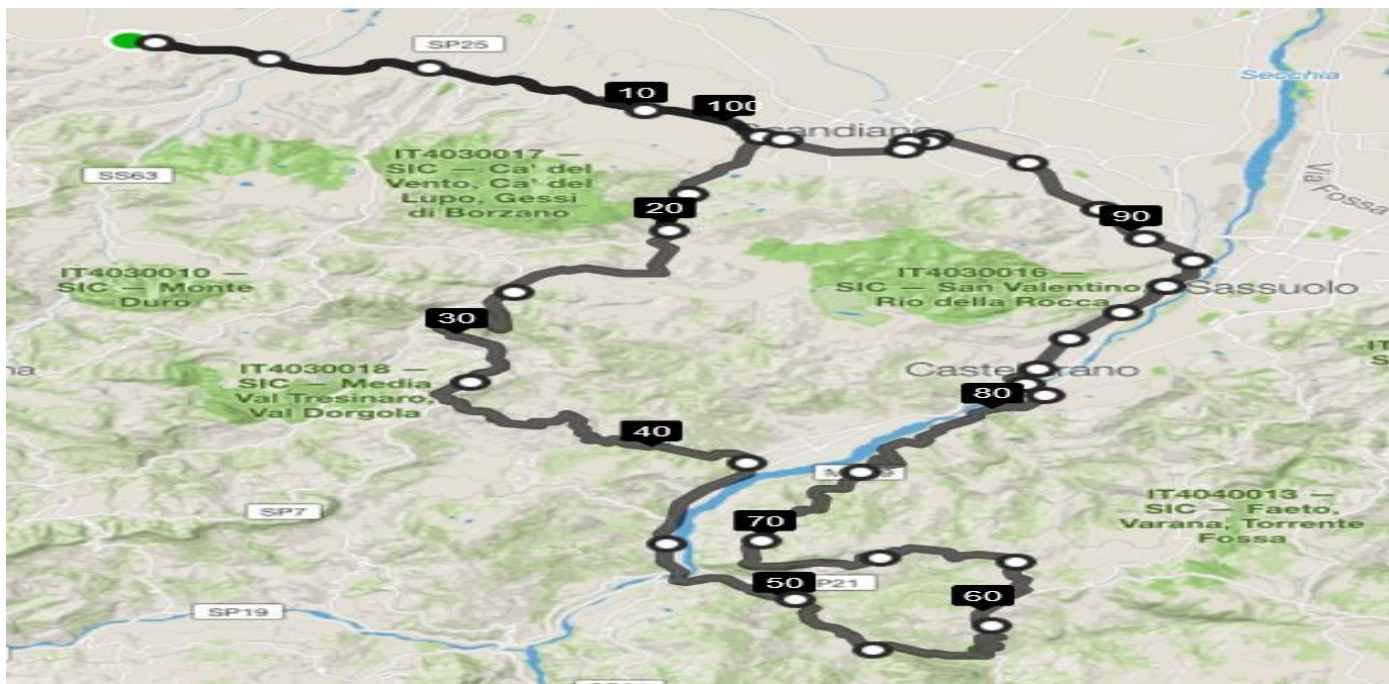 SP25
Secchia
10
100
Scandiano
Via Fossa
IT4030017 —
SIC — Ca' del
Vento, Ca' del
Lupo, Gessi
di Borzano
SS63
20
90
IT4030010 —
SIC — Monte
Duro
IT4030016 —
SIC — San Valentino,
Rio della Rocca
Sassuolo
30
IT4030018 —
SIC — Media
Val Tresinaro,
Val Dorgola
80
40
IT4040013 —
SIC — Faeto,
Varana, Torrente
Fossa
SP7
70
50
SP21
60
SP19